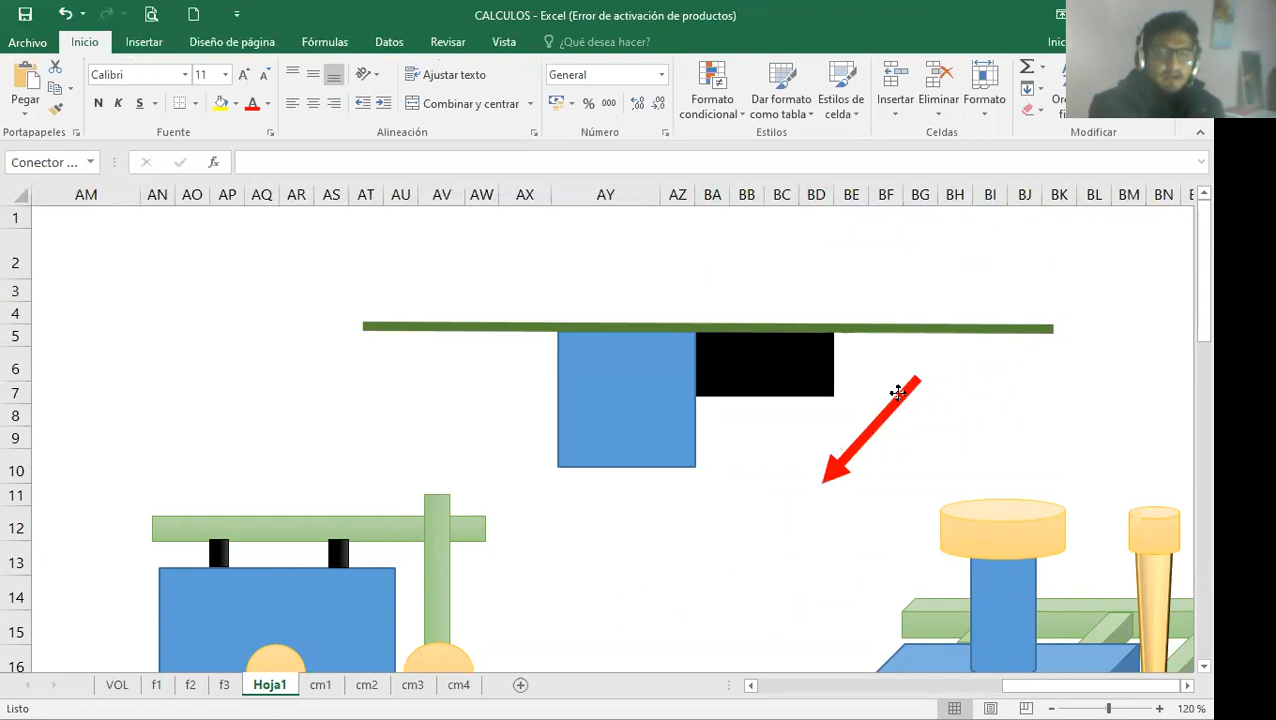 CALCULOS - Excel (Error de activación de productos)
Archivo Inicio Insertar Diseño de página Fórmulas Datos Revisar Vista ¿Qué desea hacer? Inic
Pegar
Calibri 11
N K S
Ajustar texto
Combinar y centrar
General
% 000
Formato condicional
Dar formato como tabla
Estilos de celda
Insertar Elimina Formato
Portapapeles Fuente Alineación Número Estilos Celdas Modificar
Conector ... fx
AM AN AO AP AQ AR AS AT AU AV AW AX AY AZ BA BB BC BD BE BF BG BH BI BJ BK BL BM BN
1
2
3
4
5
6
7
8
9
10
11
12
13
14
15
16
VOL f1 f2 f3 Hoja1 cm1 cm2 cm3 cm4
Listo 120 %